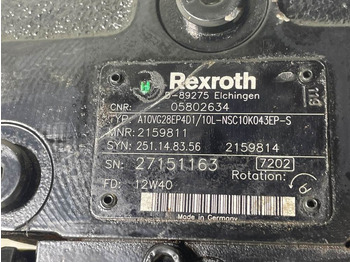 Rexroth
D-89275 Elchingen
CNR: 05802634
TYP: A10VG28EP4D1/10L-NSC10K043EP-S
MNR: 2159811
SYN: 251.14.83.56 2159814
SN: 27151163 7202
FD: 12W40 Rotation:
Made in Germany